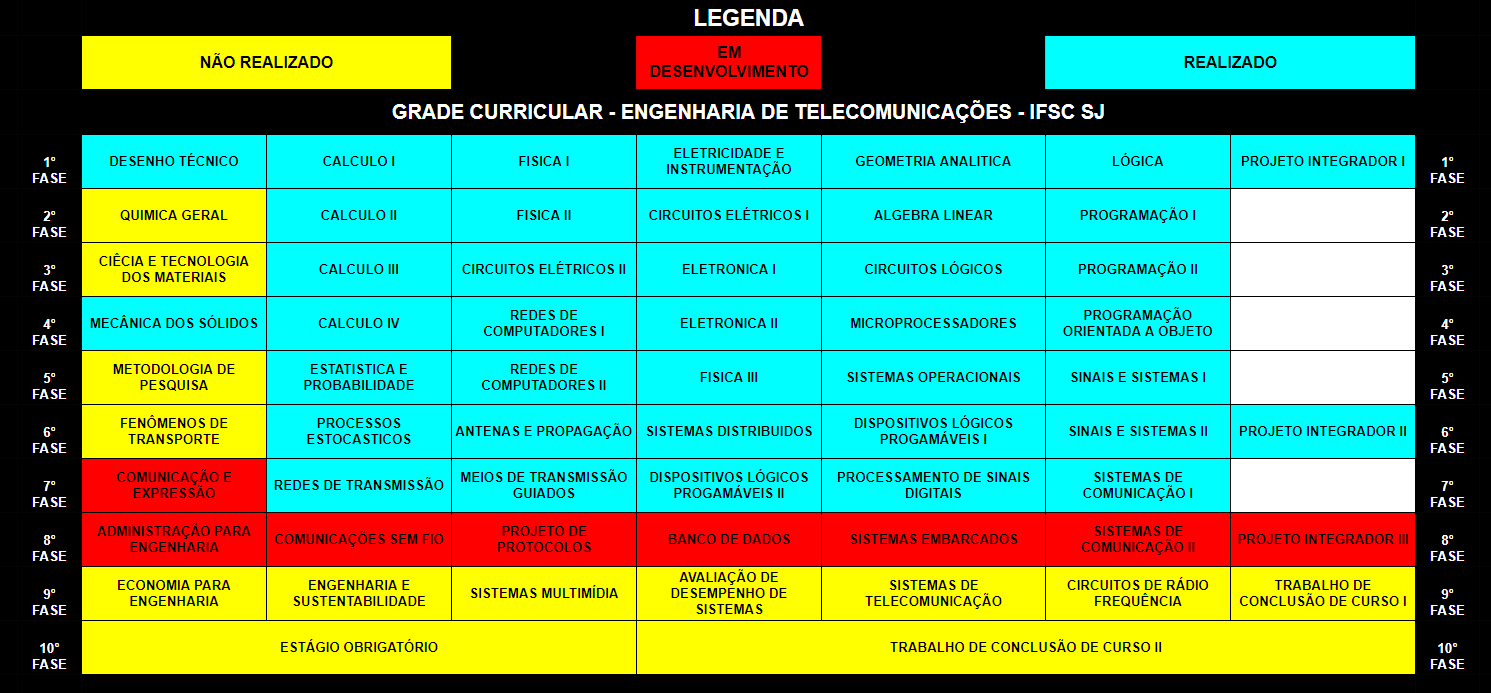 LEGENDA
NÃO REALIZADO
EM
DESENVOLVIMENTO
REALIZADO
GRADE CURRICULAR - ENGENHARIA DE TELECOMUNICAÇÕES - IFSC SJ
1°
FASE
DESENHO TÉCNICO
CALCULO I
FISICA I
ELETRICIDADE E
INSTRUMENTAÇÃO
GEOMETRIA ANALITICA
LÓGICA
PROJETO INTEGRADOR I
1°
FASE
2°
FASE
QUIMICA GERAL
CALCULO II
FISICA II
CIRCUITOS ELÉTRICOS I
ALGEBRA LINEAR
PROGRAMAÇÃO I
2°
FASE
3°
FASE
CIÊCIA E TECNOLOGIA
DOS MATERIAIS
CALCULO III
CIRCUITOS ELÉTRICOS II
ELETRONICA I
CIRCUITOS LÓGICOS
PROGRAMAÇÃO II
3°
FASE
4°
FASE
MECÂNICA DOS SÓLIDOS
CALCULO IV
REDES DE
COMPUTADORES I
ELETRONICA II
MICROPROCESSADORES
PROGRAMAÇÃO
ORIENTADA A OBJETO
4°
FASE
5°
FASE
METODOLOGIA DE
PESQUISA
ESTATISTICA E
PROBABILIDADE
REDES DE
COMPUTADORES II
FISICA III
SISTEMAS OPERACIONAIS
SINAIS E SISTEMAS I
5°
FASE
6°
FASE
FENÔMENOS DE
TRANSPORTE
PROCESSOS
ESTOCASTICOS
ANTENAS E PROPAGAÇÃO
SISTEMAS DISTRIBUIDOS
DISPOSITIVOS LÓGICOS
PROGAMÁVEIS I
SINAIS E SISTEMAS II
PROJETO INTEGRADOR II
6°
FASE
7°
FASE
COMUNICAÇÃO E
EXPRESSÃO
REDES DE TRANSMISSÃO
MEIOS DE TRANSMISSÃO
GUIADOS
DISPOSITIVOS LÓGICOS
PROGAMÁVEIS II
PROCESSAMENTO DE SINAIS
DIGITAIS
SISTEMAS DE
COMUNICAÇÃO I
7°
FASE
8°
FASE
ADMINISTRAÇÃO PARA
ENGENHARIA
COMUNICAÇÕES SEM FIO
PROJETO DE
PROTOCOLOS
BANCO DE DADOS
SISTEMAS EMBARCADOS
SISTEMAS DE
COMUNICAÇÃO II
PROJETO INTEGRADOR III
8°
FASE
9°
FASE
ECONOMIA PARA
ENGENHARIA
ENGENHARIA E
SUSTENTABILIDADE
SISTEMAS MULTIMÍDIA
AVALIAÇÃO DE
DESEMPENHO DE
SISTEMAS
SISTEMAS DE
TELECOMUNICAÇÃO
CIRCUITOS DE RÁDIO
FREQUÊNCIA
TRABALHO DE
CONCLUSÃO DE CURSO I
9°
FASE
10°
FASE
ESTÁGIO OBRIGATÓRIO
TRABALHO DE CONCLUSÃO DE CURSO II
10°
FASE